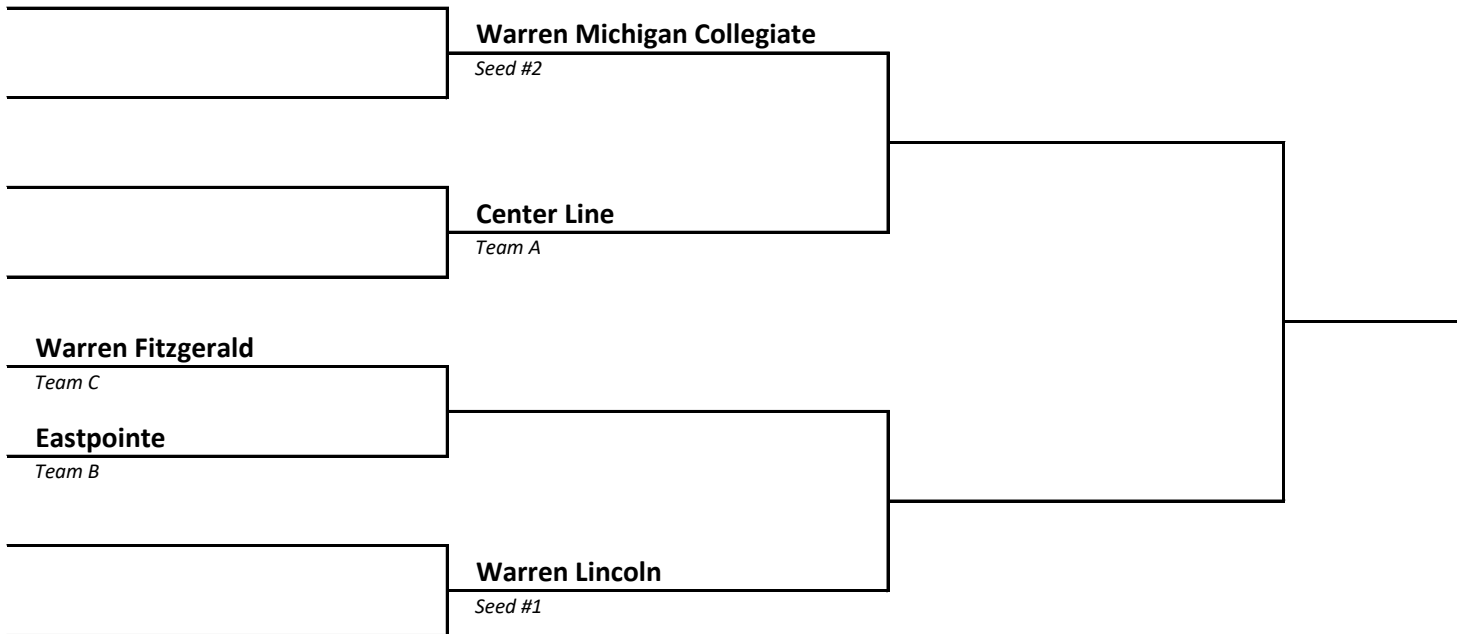 Warren Michigan Collegiate
Seed #2
Center Line
Team A
Warren Fitzgerald
Team C
Eastpointe
Team B
Warren Lincoln
Seed #1